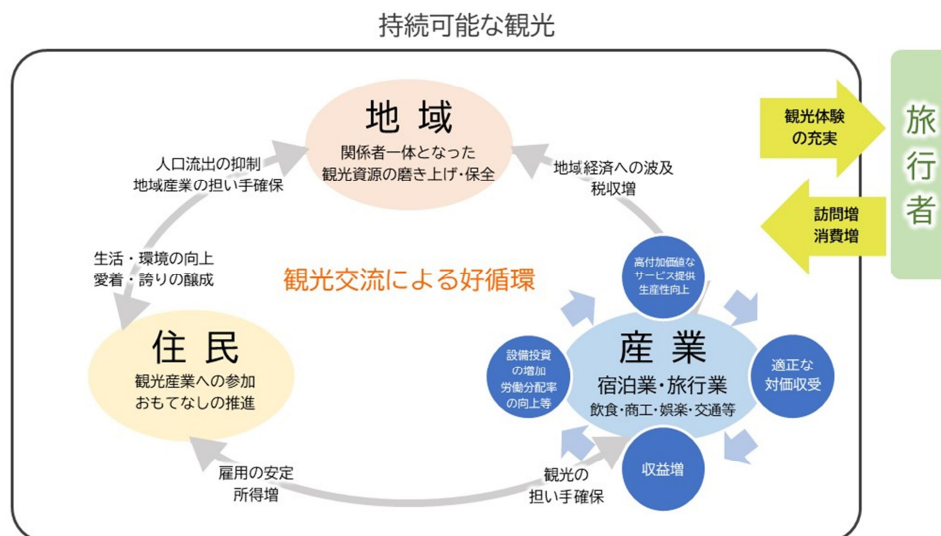 持続可能な観光
地域
関係者一体となった
観光資源の磨き上げ・保全
観光体験
の充実
旅行者
訪問増
消費増
人口流出の抑制
地域産業の担い手確保
地域経済への波及
税収増
生活・環境の向上
愛着・誇りの醸成
観光交流による好循環
高付加価値な
サービス提供
生産性向上
住民
観光産業への参加
おもてなしの推進
設備投資
の増加
労働分配率
の向上等
産業
宿泊業・旅行業
飲食・商工・娯楽・交通等
適正な
対価収受
収益増
雇用の安定
所得増
観光の
担い手確保